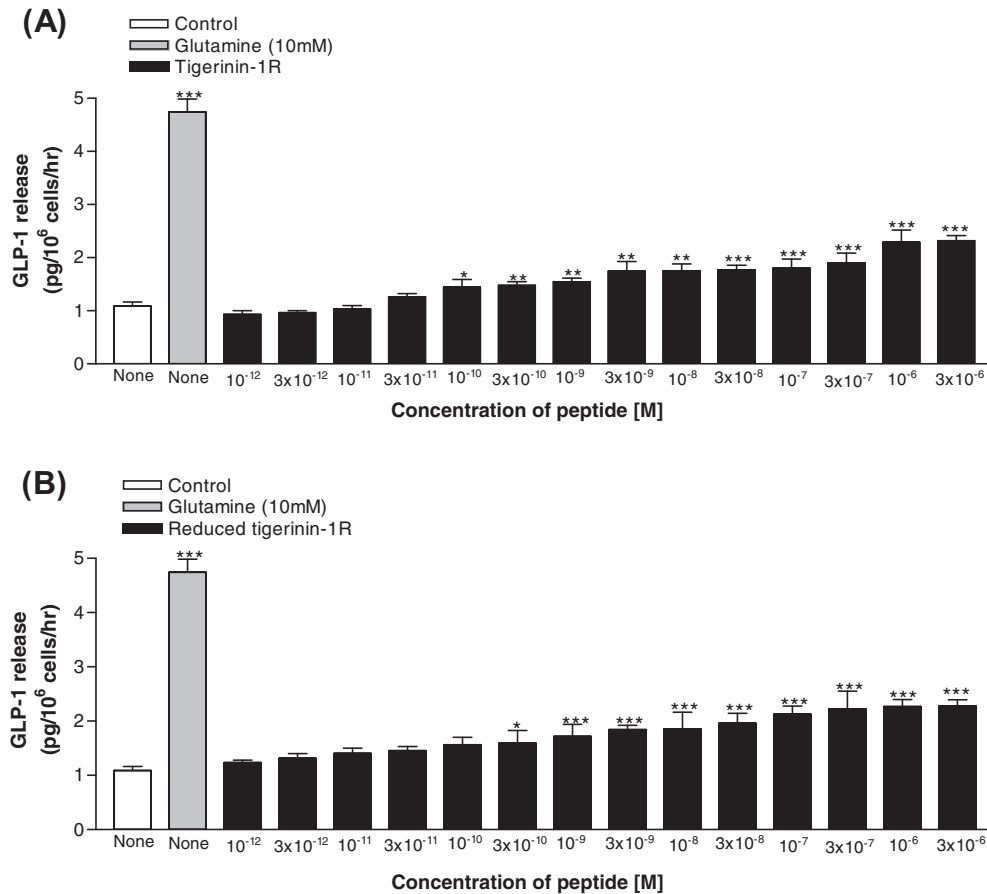 (A)
Control
Glutamine (10mM)
Tigerinin-1R
GLP-1 release
(pg/10⁶ cells/hr)
5
4
3
2
1
0
***
*
**
**
**
**
***
***
***
***
***
None None 10⁻¹² 3x10⁻¹² 10⁻¹¹ 3x10⁻¹¹ 10⁻¹⁰ 3x10⁻¹⁰ 10⁻⁹ 3x10⁻⁹ 10⁻⁸ 3x10⁻⁸ 10⁻⁷ 3x10⁻⁷ 10⁻⁶ 3x10⁻⁶
Concentration of peptide [M]
(B)
Control
Glutamine (10mM)
Reduced tigerinin-1R
GLP-1 release
(pg/10⁶ cells/hr)
5
4
3
2
1
0
***
*
***
***
***
***
***
***
***
***
None None 10⁻¹² 3x10⁻¹² 10⁻¹¹ 3x10⁻¹¹ 10⁻¹⁰ 3x10⁻¹⁰ 10⁻⁹ 3x10⁻⁹ 10⁻⁸ 3x10⁻⁸ 10⁻⁷ 3x10⁻⁷ 10⁻⁶ 3x10⁻⁶
Concentration of peptide [M]